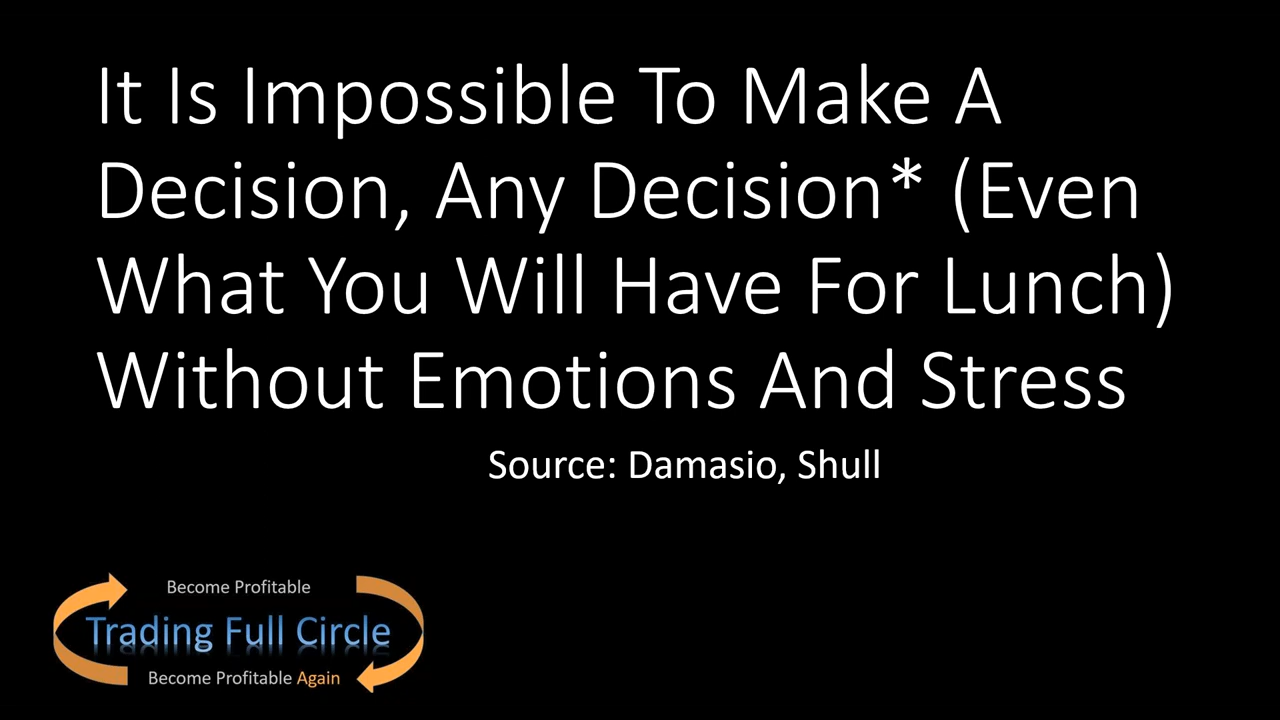 It Is Impossible To Make A
Decision, Any Decision* (Even
What You Will Have For Lunch)
Without Emotions And Stress
Source: Damasio, Shull
Become Profitable
Trading Full Circle
Become Profitable Again